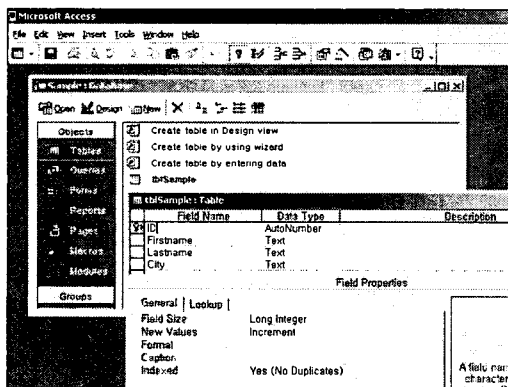 Microsoft Access
File Edit View Insert Tools Window Help
Sample : Database
Open Design New
Objects
Tables
Queries
Forms
Reports
Pages
Macros
Modules
Groups
Create table in Design view
Create table by using wizard
Create table by entering data
tblSample
tblSample : Table
Field Name Data Type Description
ID AutoNumber
Firstname Text
Lastname Text
City Text
Field Properties
General Lookup
Field Size Long Integer
New Values Increment
Format
Caption
Indexed Yes (No Duplicates)
A field nam
character